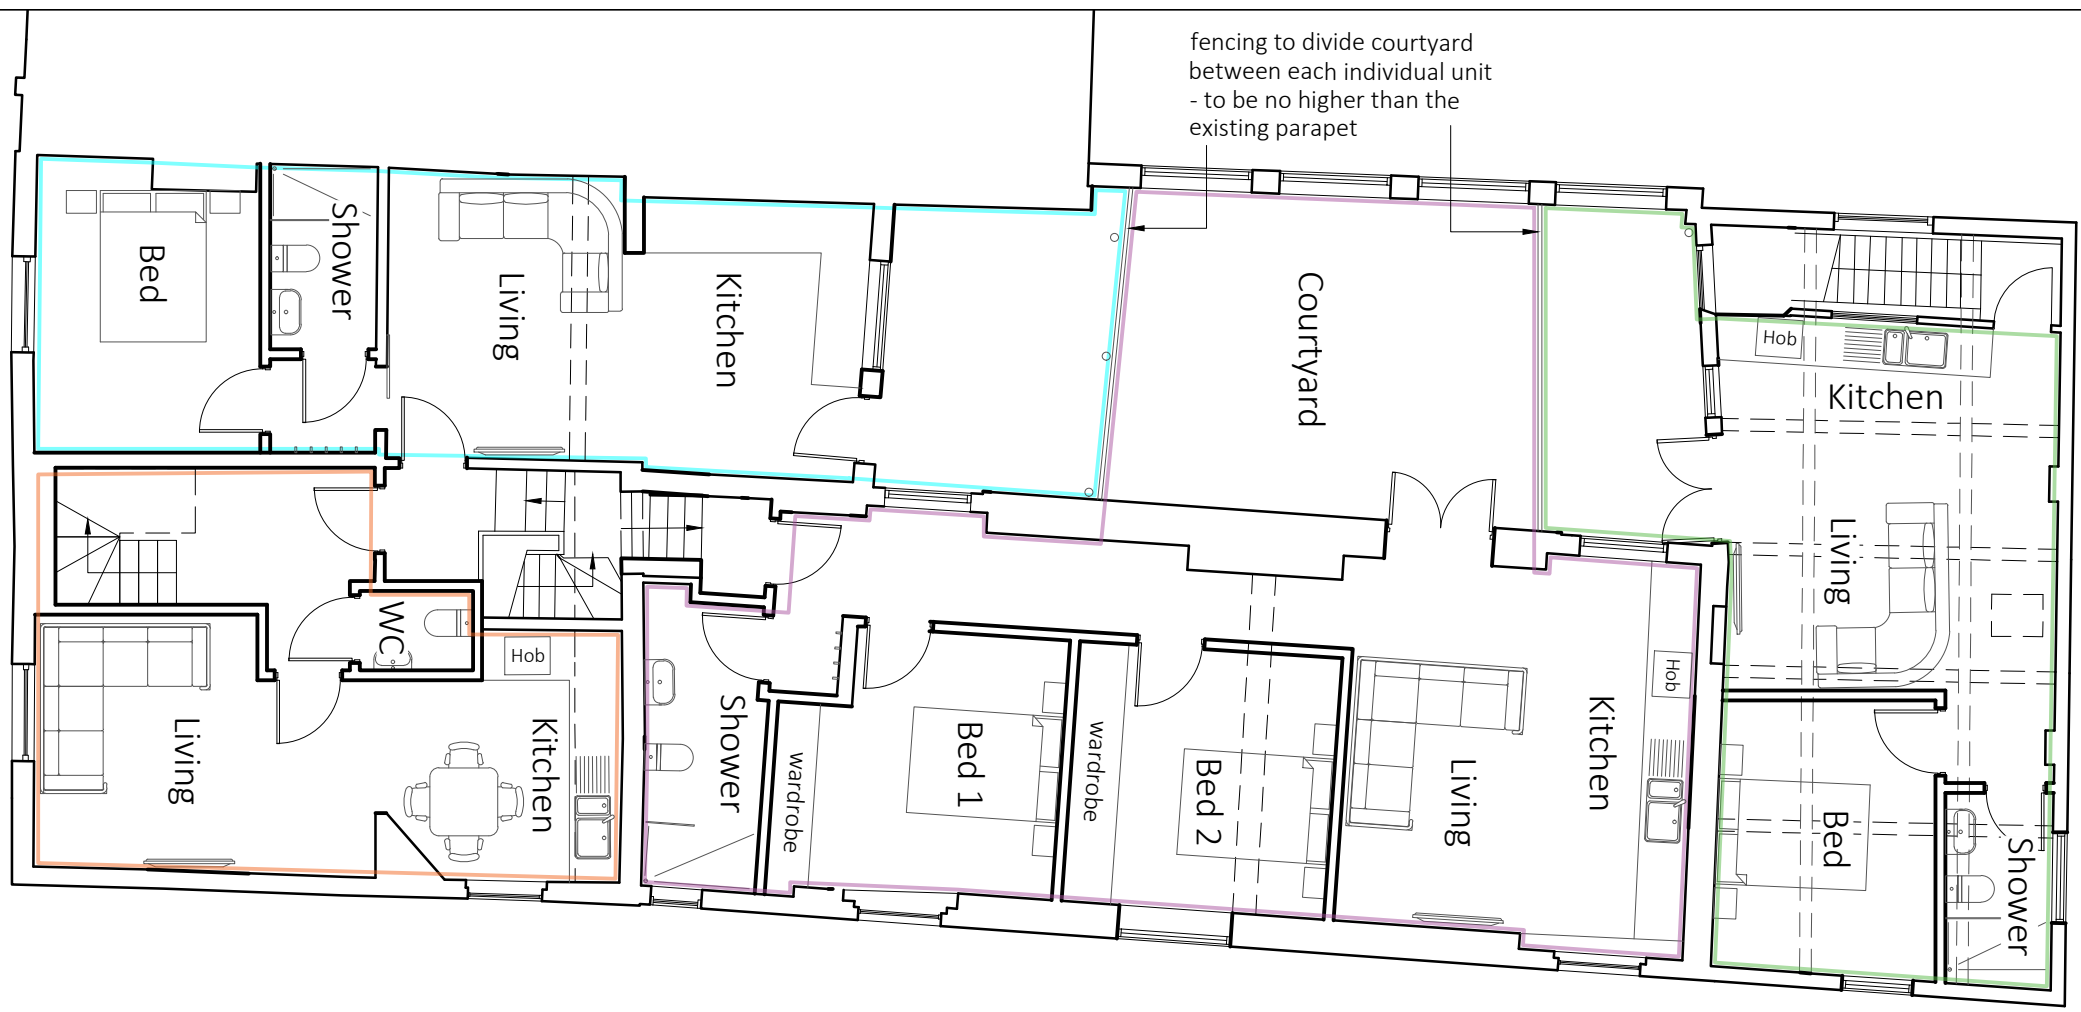 fencing to divide courtyard
between each individual unit
- to be no higher than the
existing parapet
Bed
Shower
Living
Kitchen
Courtyard
Hob
Kitchen
Living
WC
Hob
Living
Kitchen
Shower
wardrobe
Bed 1
wardrobe
Bed 2
Living
Hob
Kitchen
Bed
Shower